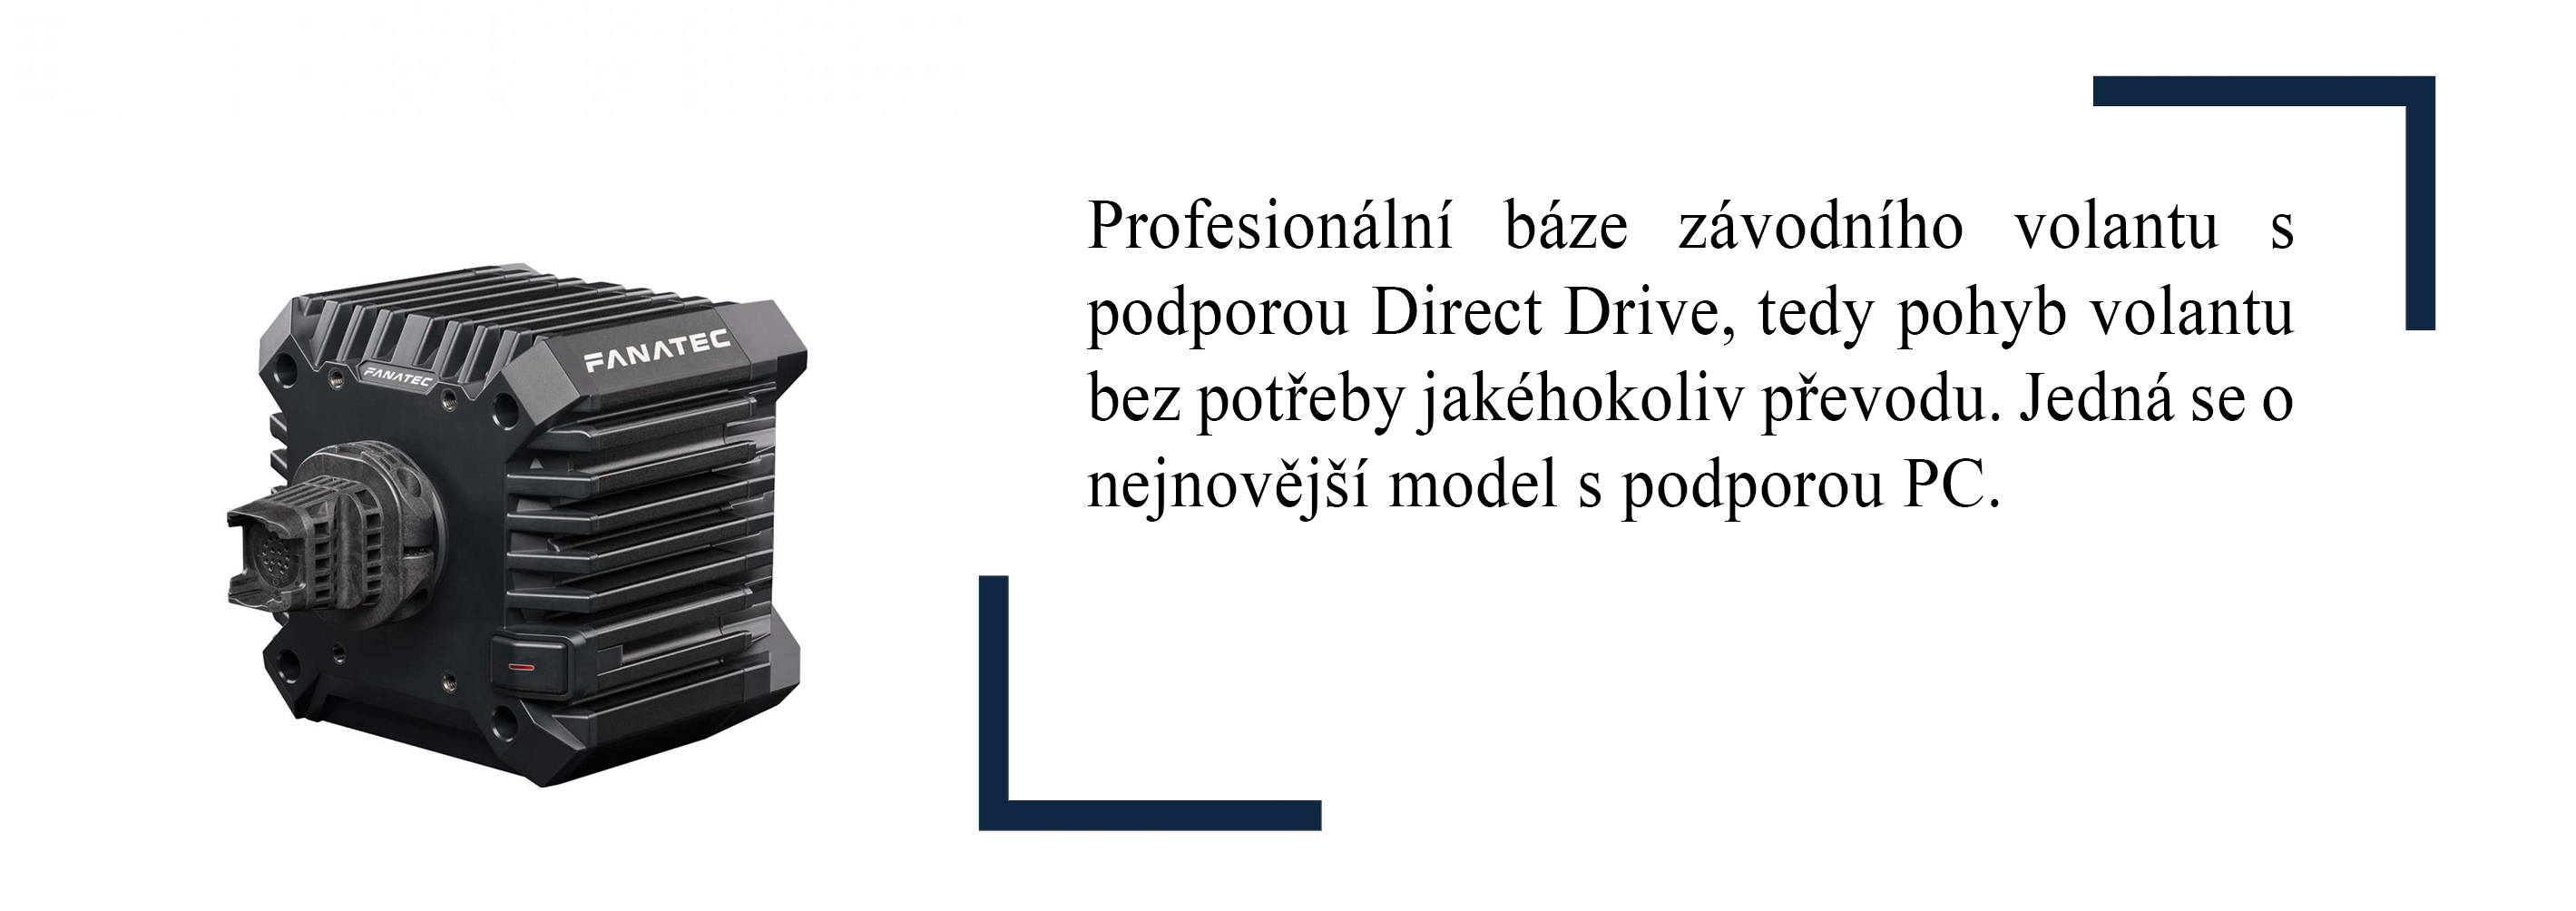 Profesionální báze závodního volantu s
podporou Direct Drive, tedy pohyb volantu
bez potřeby jakéhokoliv převodu. Jedná se o
nejnovější model s podporou PC.
FANATEC
FANATEC